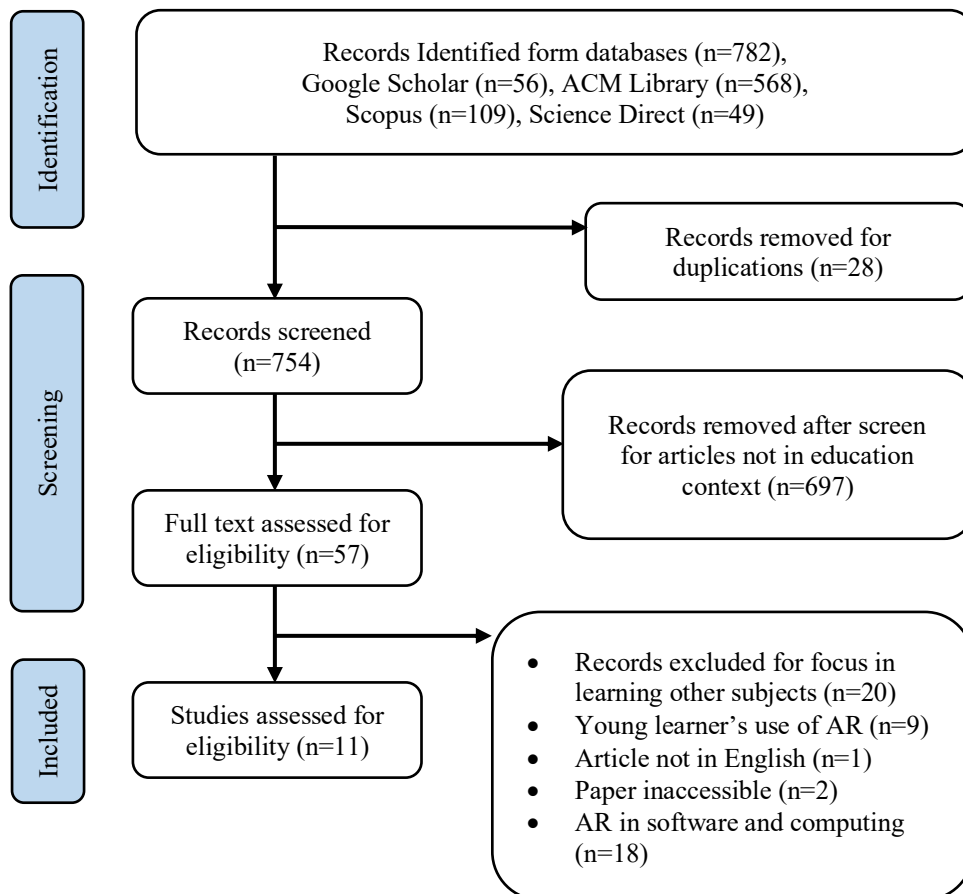 Identification
Records Identified form databases (n=782),
Google Scholar (n=56), ACM Library (n=568),
Scopus (n=109), Science Direct (n=49)
Records removed for
duplications (n=28)
Screening
Records screened
(n=754)
Records removed after screen
for articles not in education
context (n=697)
Full text assessed for
eligibility (n=57)
Included
Studies assessed for
eligibility (n=11)
• Records excluded for focus in
learning other subjects (n=20)
• Young learner’s use of AR (n=9)
• Article not in English (n=1)
• Paper inaccessible (n=2)
• AR in software and computing
(n=18)